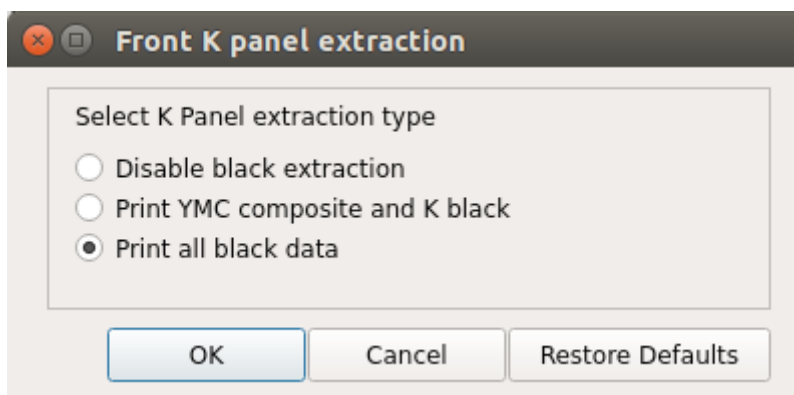 Front K panel extraction
Select K Panel extraction type
Disable black extraction
Print YMC composite and K black
Print all black data
OK Cancel Restore Defaults